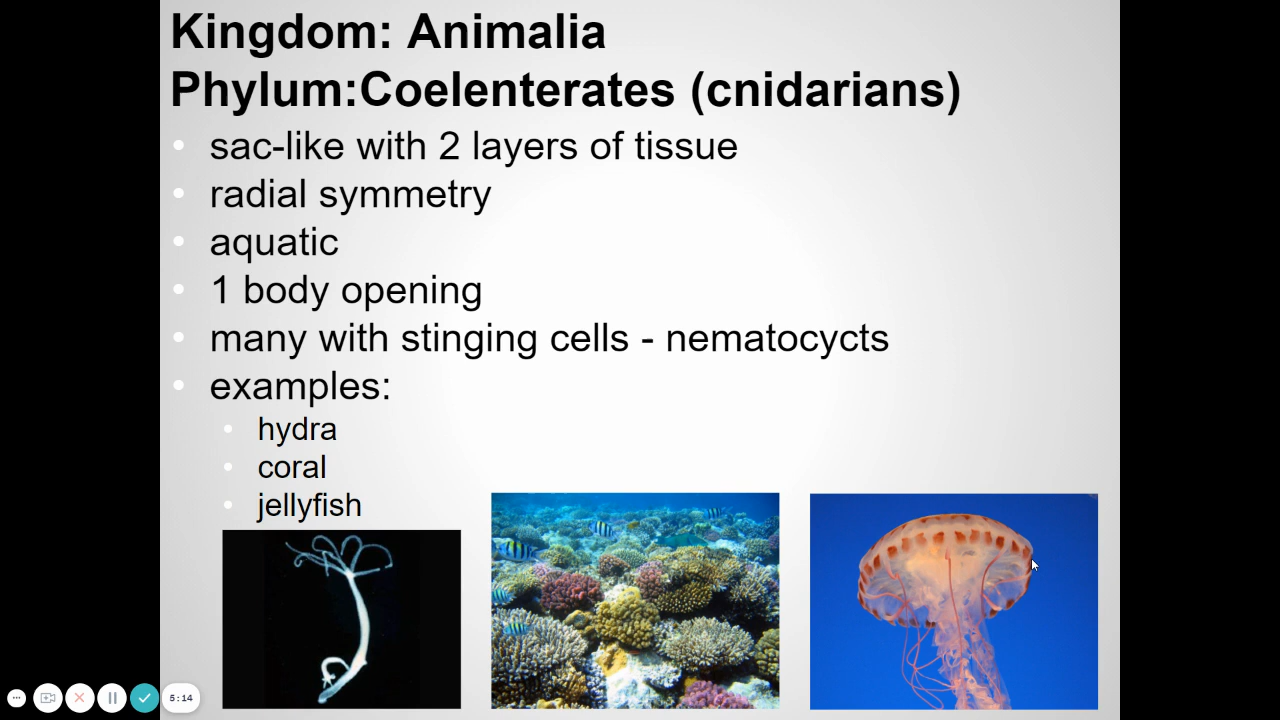 Kingdom: Animalia
Phylum:Coelenterates (cnidarians)
• sac-like with 2 layers of tissue
• radial symmetry
• aquatic
• 1 body opening
• many with stinging cells - nematocycts
• examples:
• hydra
• coral
• jellyfish
5:14